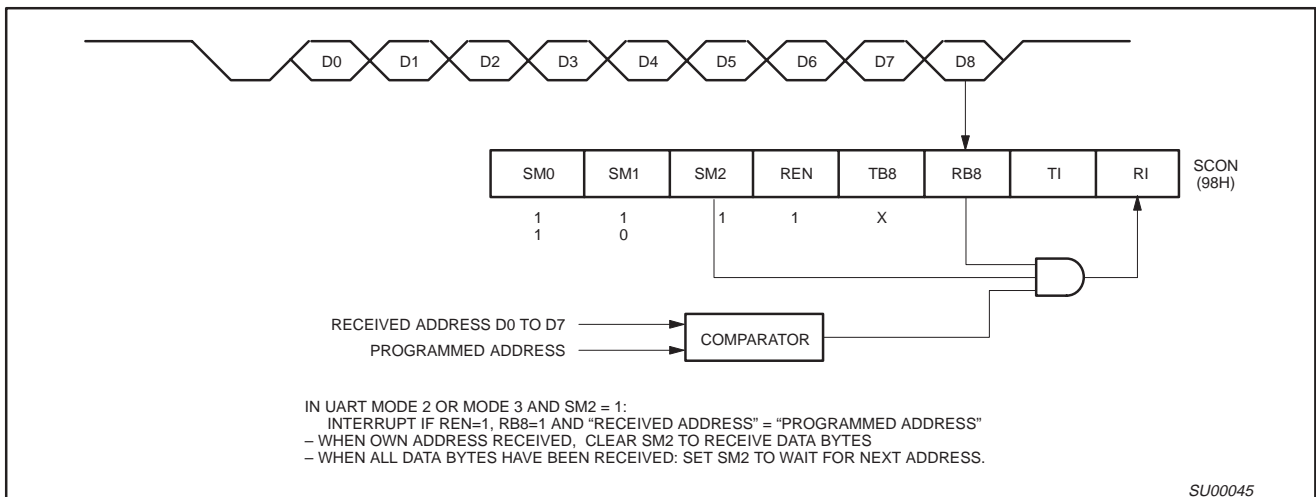 D0 D1 D2 D3 D4 D5 D6 D7 D8
SM0 SM1 SM2 REN TB8 RB8 TI RI
SCON
(98H)
1 1 1 1 X
1 0
RECEIVED ADDRESS D0 TO D7
PROGRAMMED ADDRESS
COMPARATOR
IN UART MODE 2 OR MODE 3 AND SM2 = 1:
INTERRUPT IF REN=1, RB8=1 AND “RECEIVED ADDRESS” = “PROGRAMMED ADDRESS”
– WHEN OWN ADDRESS RECEIVED, CLEAR SM2 TO RECEIVE DATA BYTES
– WHEN ALL DATA BYTES HAVE BEEN RECEIVED: SET SM2 TO WAIT FOR NEXT ADDRESS.
SU00045